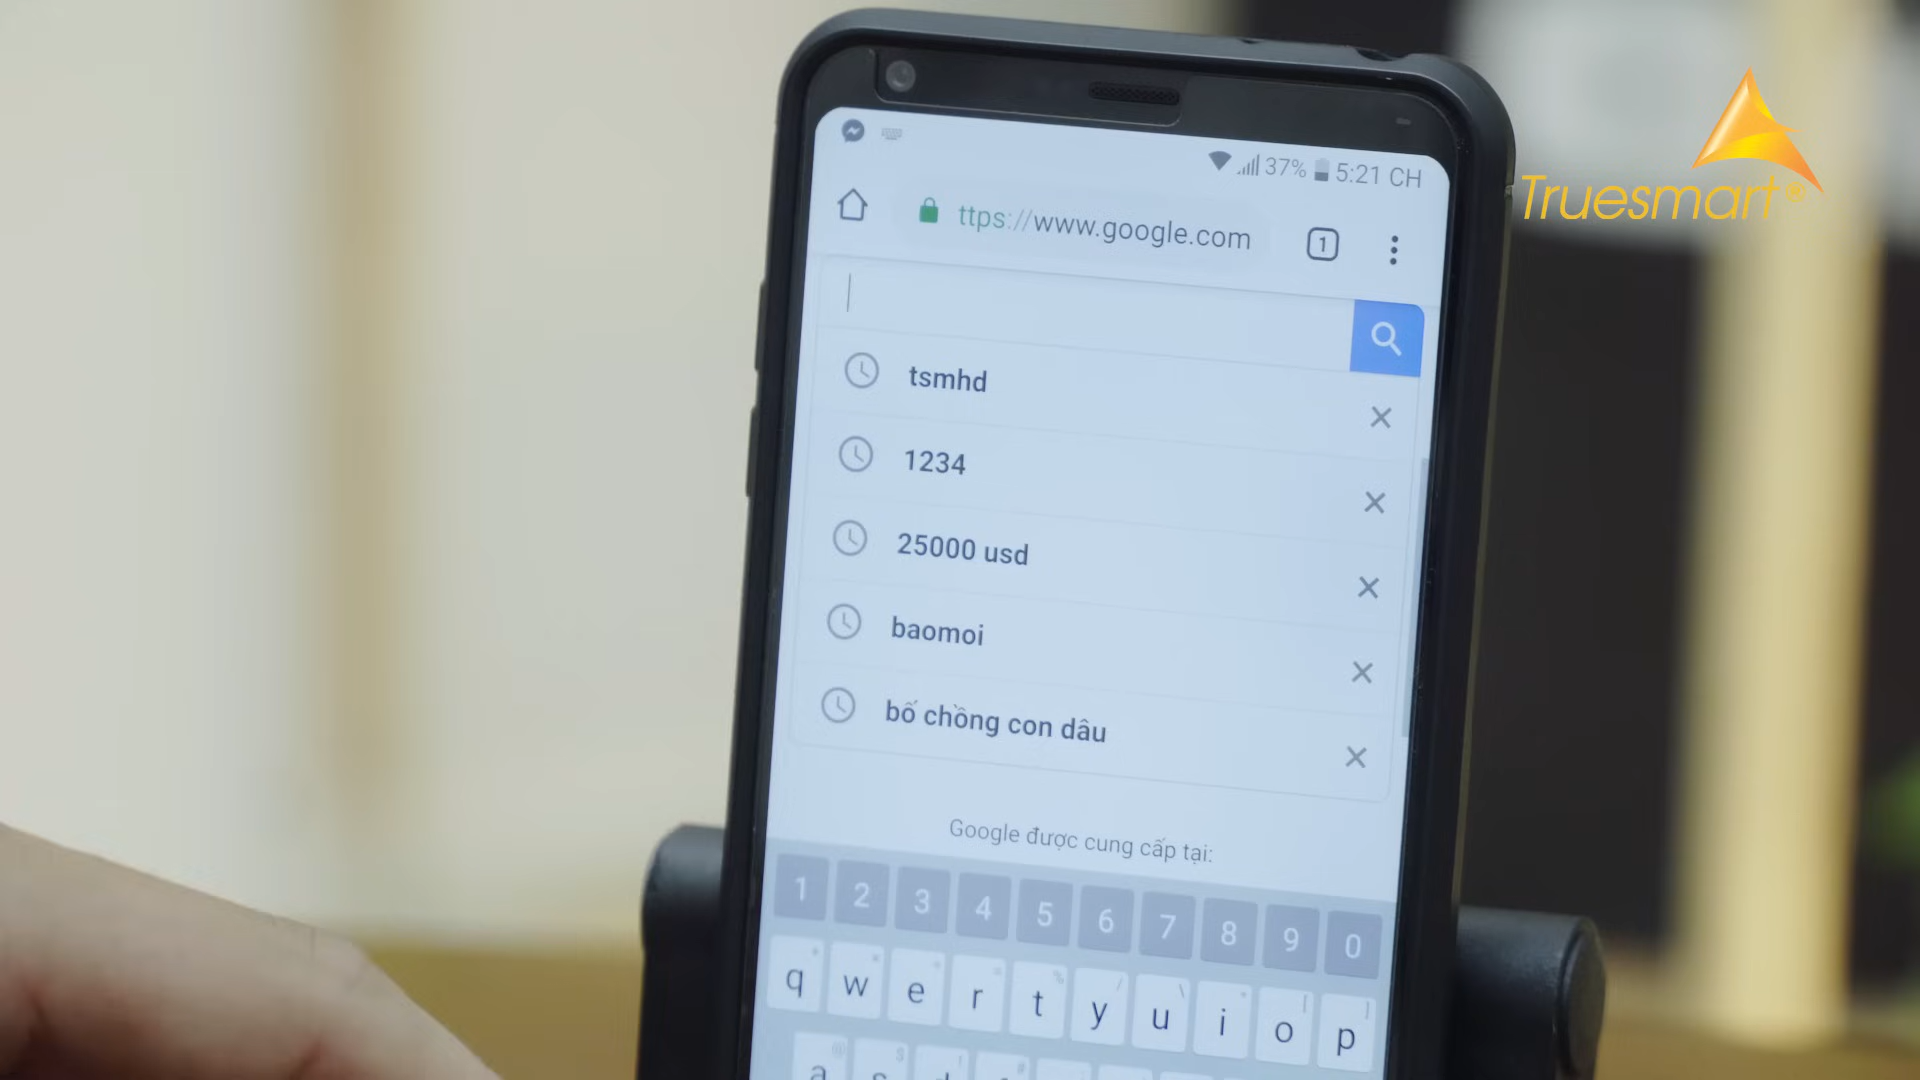 37% 5:21 CH
ttps://www.google.com
1
Truesmart®
tsmhd
1234
25000 usd
baomoi
bố chồng con dâu
Google được cung cấp tại:
1 2 3 4 5 6 7 8 9 0
q w e r t y u i o p
a s d